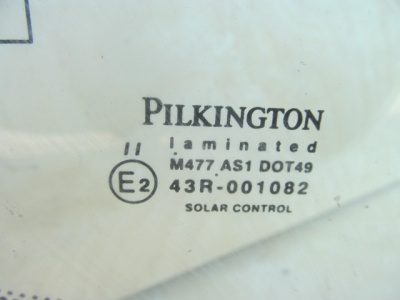 PILKINGTON
laminated
II
M477 AS1 DOT49
E2 43R-001082
SOLAR CONTROL